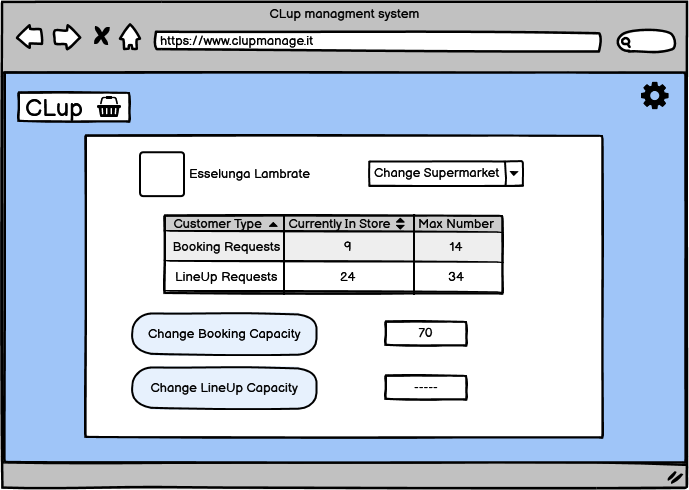 CLup managment system
https://www.clupmanage.it
CLup
Esselunga Lambrate
Change Supermarket
Customer Type Currently In Store Max Number
Booking Requests 9 14
LineUp Requests 24 34
Change Booking Capacity 70
Change LineUp Capacity -----